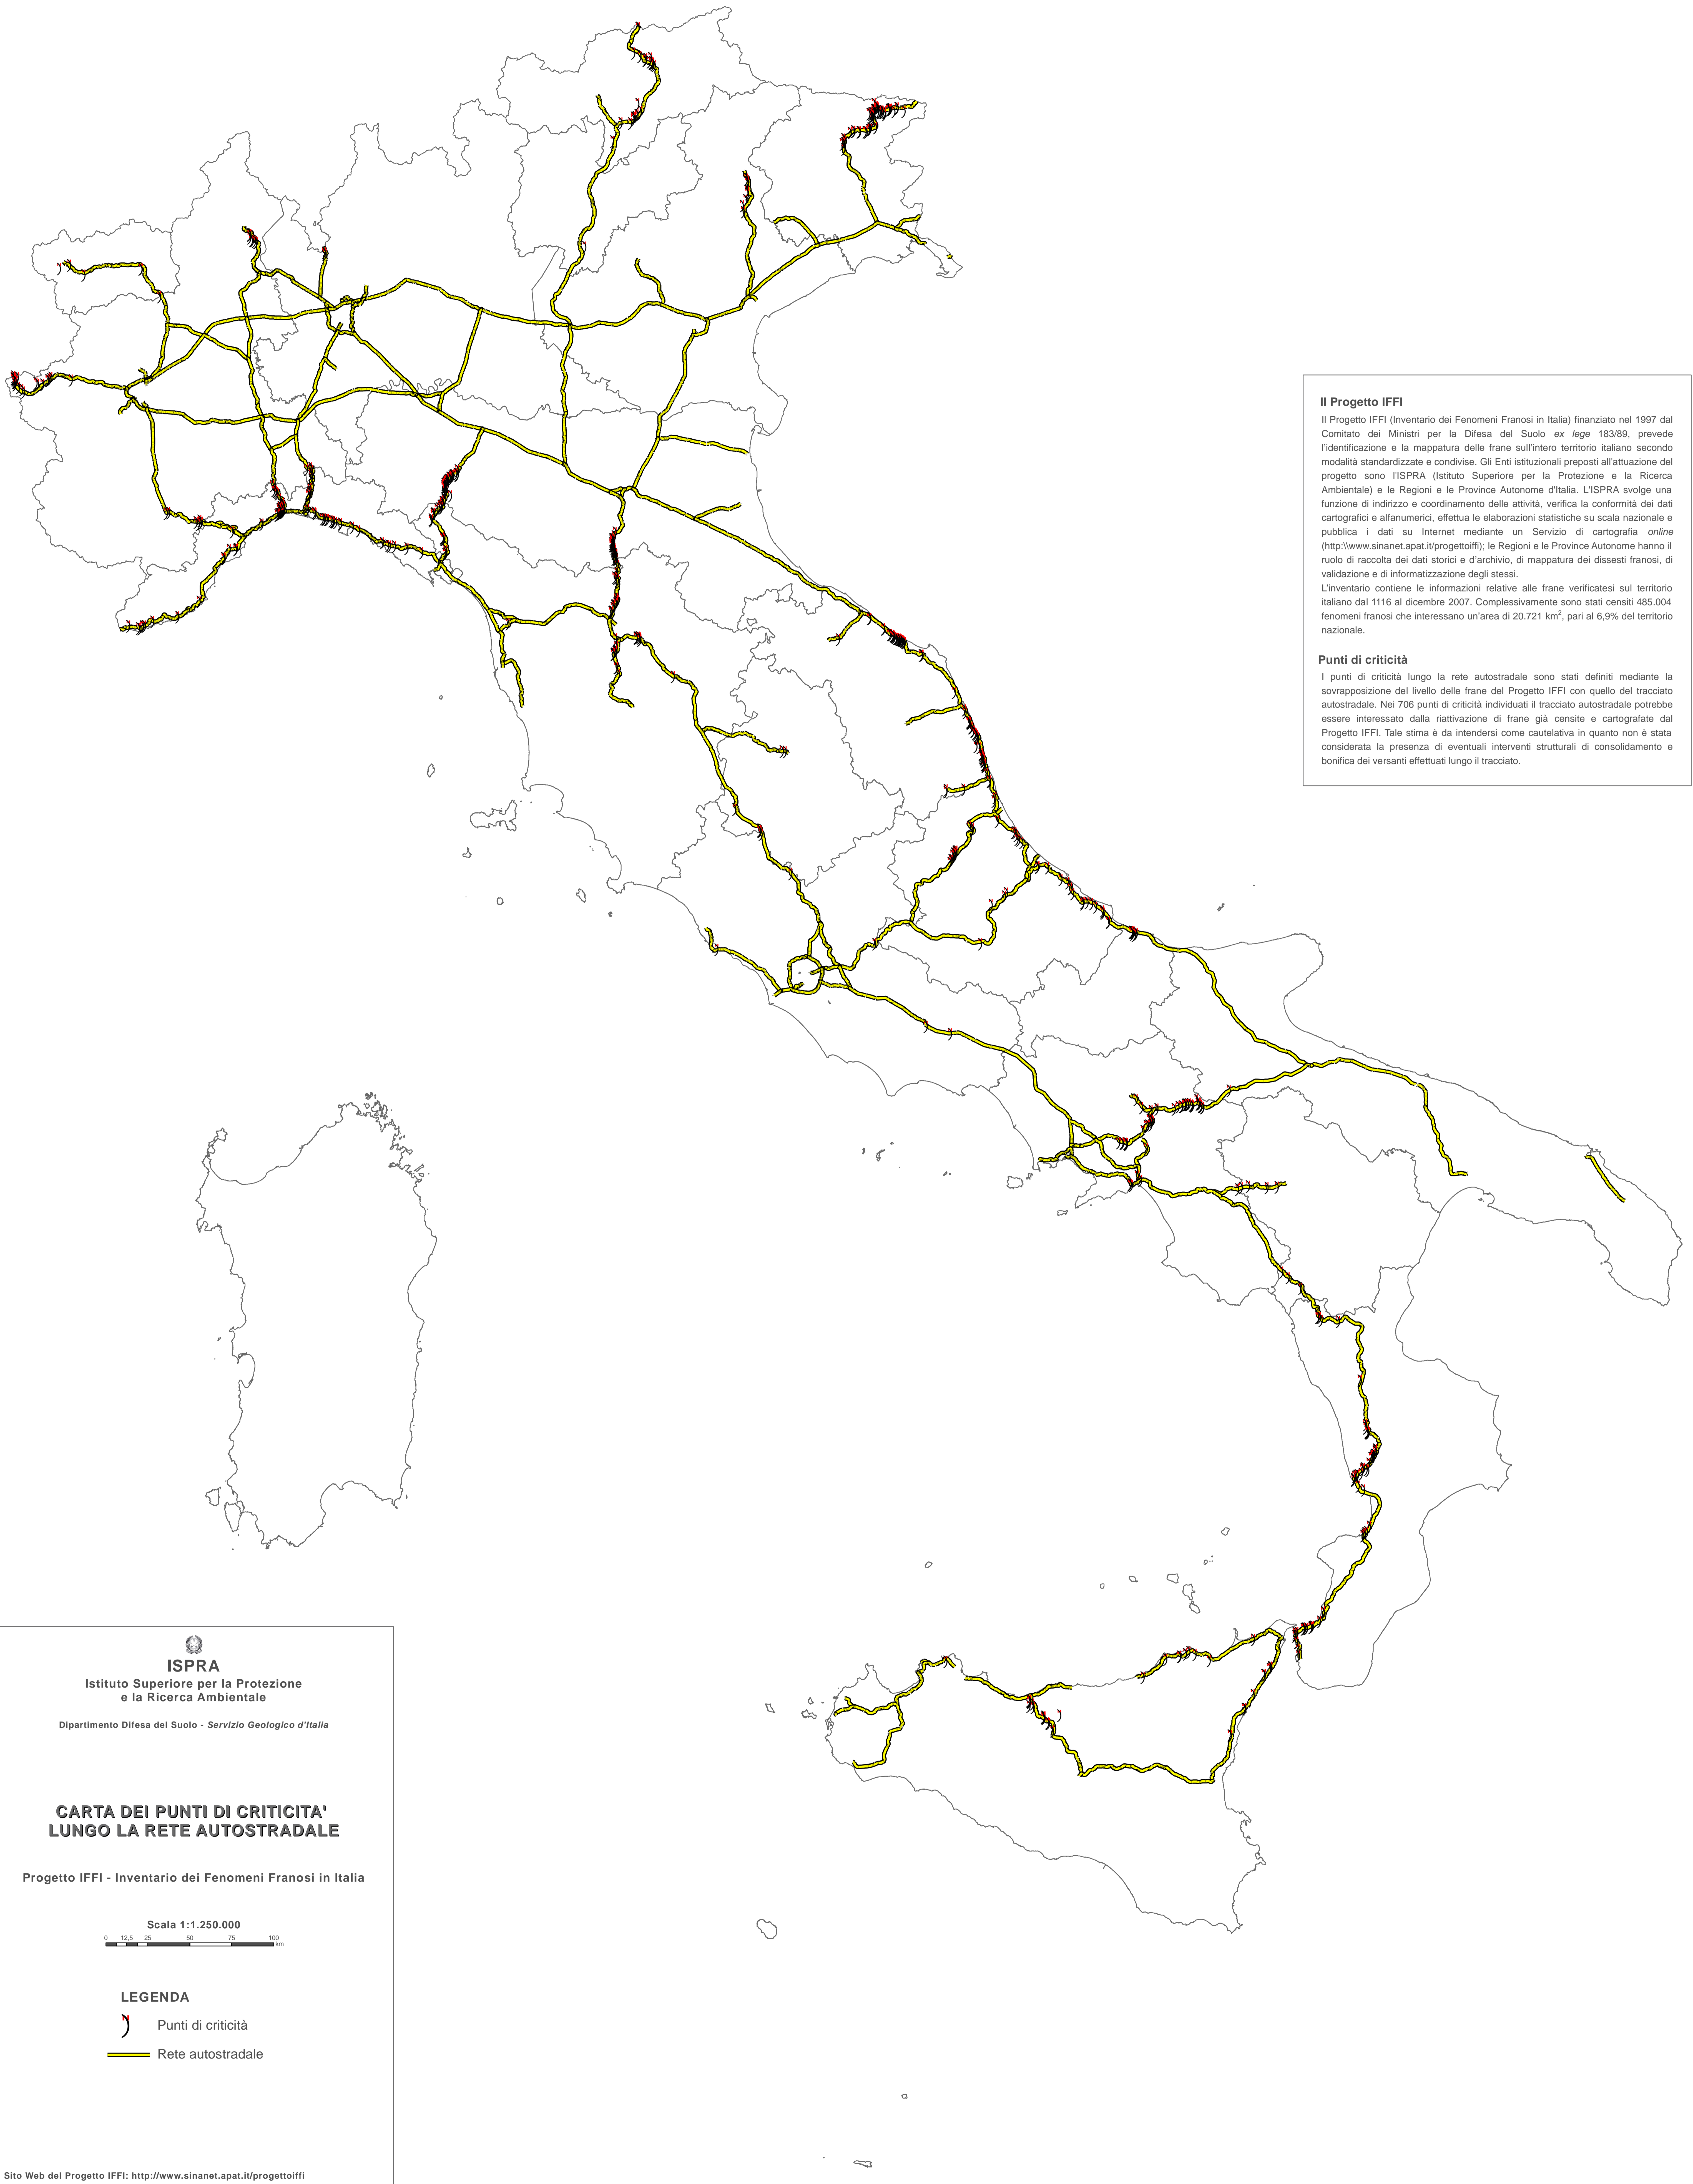 Il Progetto IFFI
Il Progetto IFFI (Inventario dei Fenomeni Franosi in Italia) finanziato nel 1997 dal
Comitato dei Ministri per la Difesa del Suolo ex lege 183/89, prevede
l'identificazione e la mappatura delle frane sull'intero territorio italiano secondo
modalità standardizzate e condivise. Gli Enti istituzionali preposti all'attuazione del
progetto sono l'ISPRA (Istituto Superiore per la Protezione e la Ricerca
Ambientale) e le Regioni e le Province Autonome d'Italia. L'ISPRA svolge una
funzione di indirizzo e coordinamento delle attività, verifica la conformità dei dati
cartografici e alfanumerici, effettua le elaborazioni statistiche su scala nazionale e
pubblica i dati su Internet mediante un Servizio di cartografia online
(http:\\www.sinanet.apat.it/progettoiffi); le Regioni e le Province Autonome hanno il
ruolo di raccolta dei dati storici e d'archivio, di mappatura dei dissesti franosi, di
validazione e di informatizzazione degli stessi.
L'inventario contiene le informazioni relative alle frane verificatesi sul territorio
italiano dal 1116 al dicembre 2007. Complessivamente sono stati censiti 485.004
fenomeni franosi che interessano un'area di 20.721 km², pari al 6,9% del territorio
nazionale.
Punti di criticità
I punti di criticità lungo la rete autostradale sono stati definiti mediante la
sovrapposizione del livello delle frane del Progetto IFFI con quello del tracciato
autostradale. Nei 706 punti di criticità individuati il tracciato autostradale potrebbe
essere interessato dalla riattivazione di frane già censite e cartografate dal
Progetto IFFI. Tale stima è da intendersi come cautelativa in quanto non è stata
considerata la presenza di eventuali interventi strutturali di consolidamento e
bonifica dei versanti effettuati lungo il tracciato.
ISPRA
Istituto Superiore per la Protezione
e la Ricerca Ambientale
Dipartimento Difesa del Suolo - Servizio Geologico d'Italia
CARTA DEI PUNTI DI CRITICITA'
LUNGO LA RETE AUTOSTRADALE
Progetto IFFI - Inventario dei Fenomeni Franosi in Italia
Scala 1:1.250.000
0 12,5 25 50 75 100
km
LEGENDA
Punti di criticità
Rete autostradale
Sito Web del Progetto IFFI: http://www.sinanet.apat.it/progettoiffi